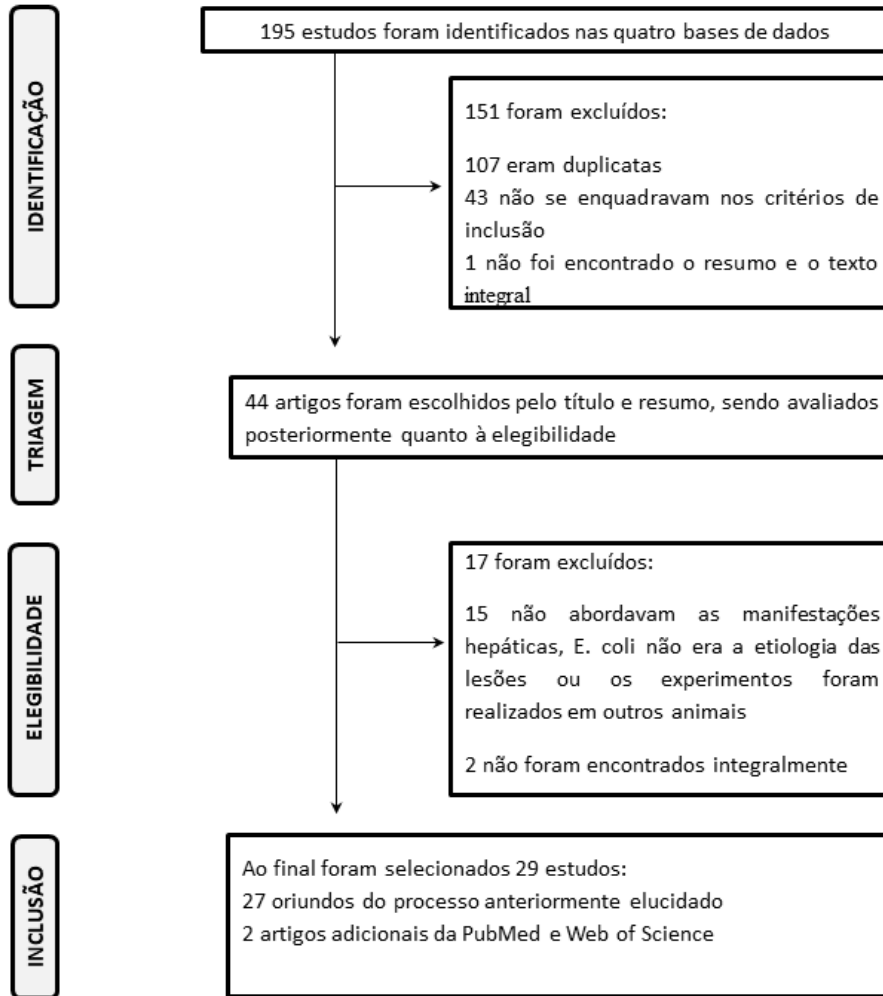 IDENTIFICAÇÃO
195 estudos foram identificados nas quatro bases de dados
151 foram excluídos:
107 eram duplicatas
43 não se enquadravam nos critérios de
inclusão
1 não foi encontrado o resumo e o texto
integral
TRIAGEM
44 artigos foram escolhidos pelo título e resumo, sendo avaliados
posteriormente quanto à elegibilidade
ELEGIBILIDADE
17 foram excluídos:
15 não abordavam as manifestações
hepáticas, E. coli não era a etiologia das
lesões ou os experimentos foram
realizados em outros animais
2 não foram encontrados integralmente
INCLUSÃO
Ao final foram selecionados 29 estudos:
27 oriundos do processo anteriormente elucidado
2 artigos adicionais da PubMed e Web of Science